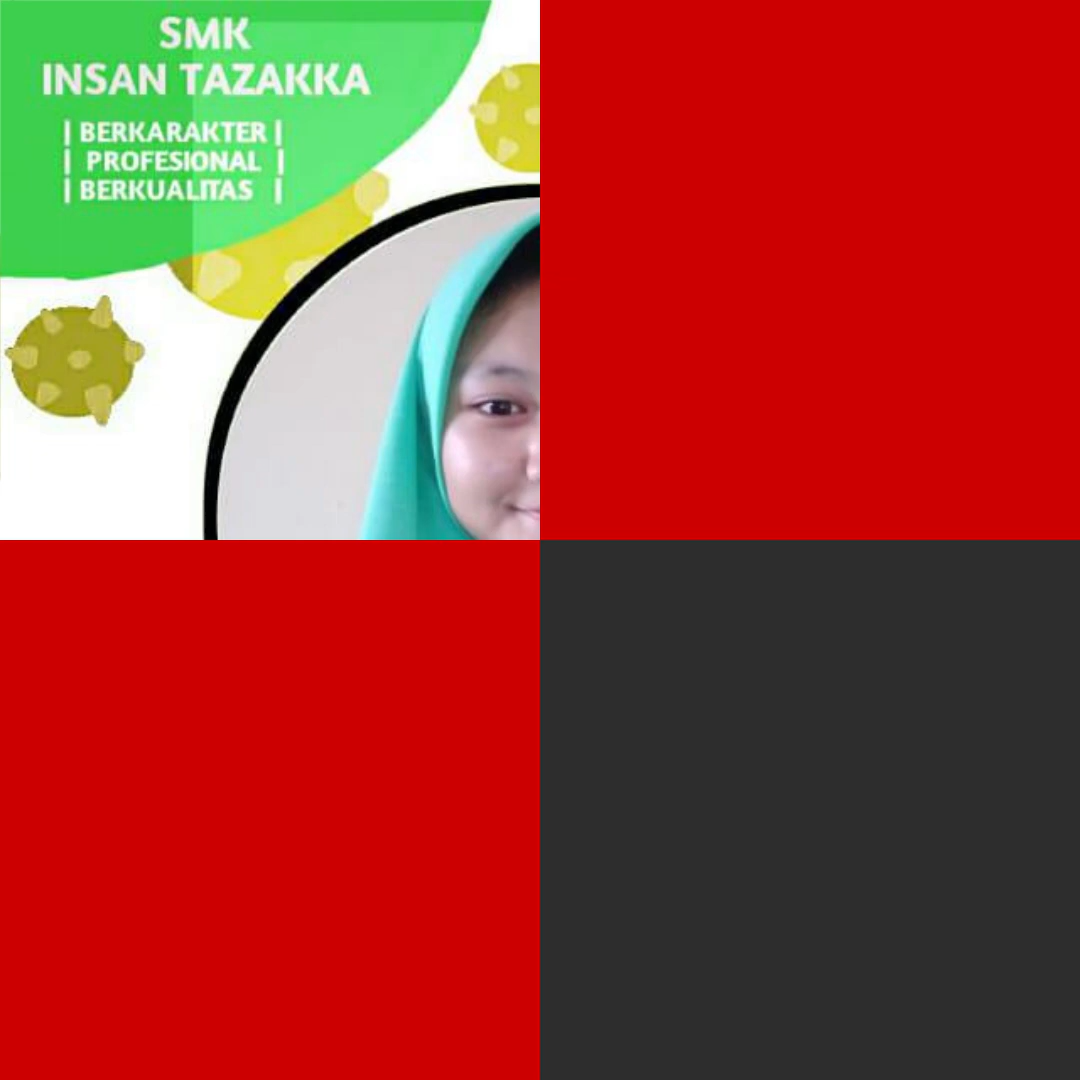 SMK
INSAN TAZAKKA
| BERKARAKTER |
| PROFESIONAL |
| BERKUALITAS |